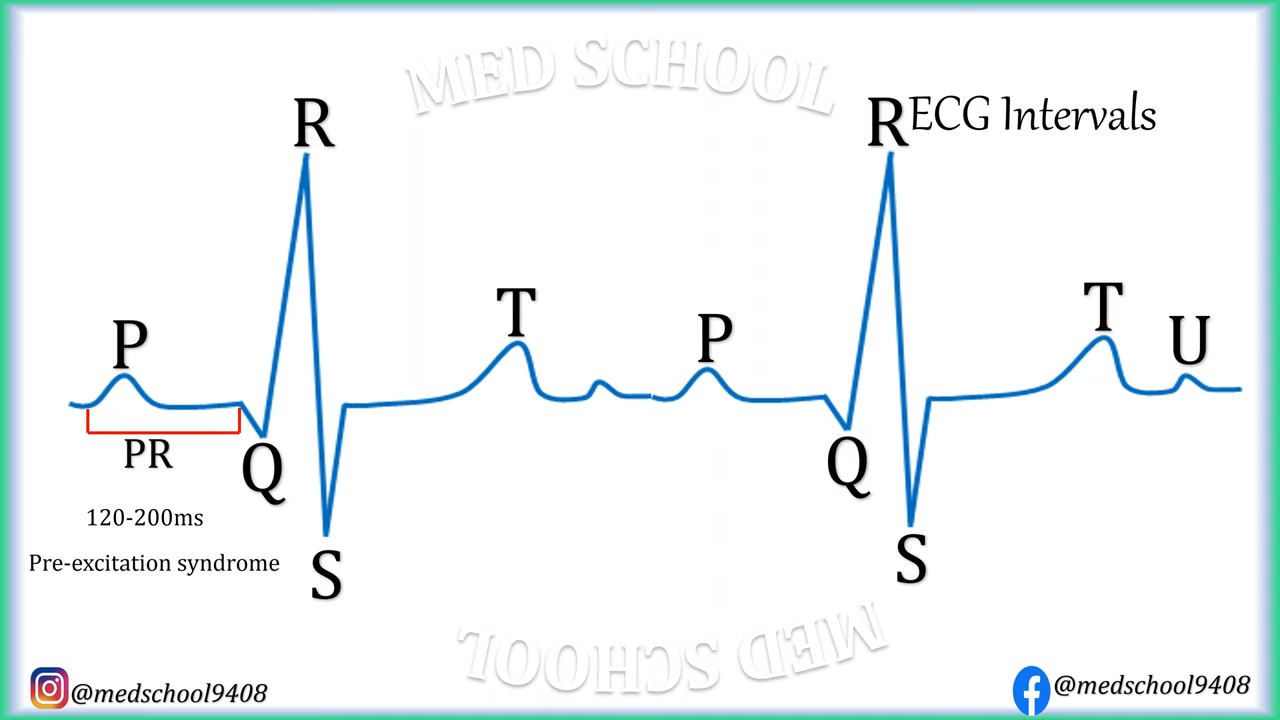 MED SCHOOL
ECG Intervals
R
R
P
T
P
T
U
PR
Q
Q
120-200ms
Pre-excitation syndrome
S
S
MED SCHOOL
@medschool9408
@medschool9408